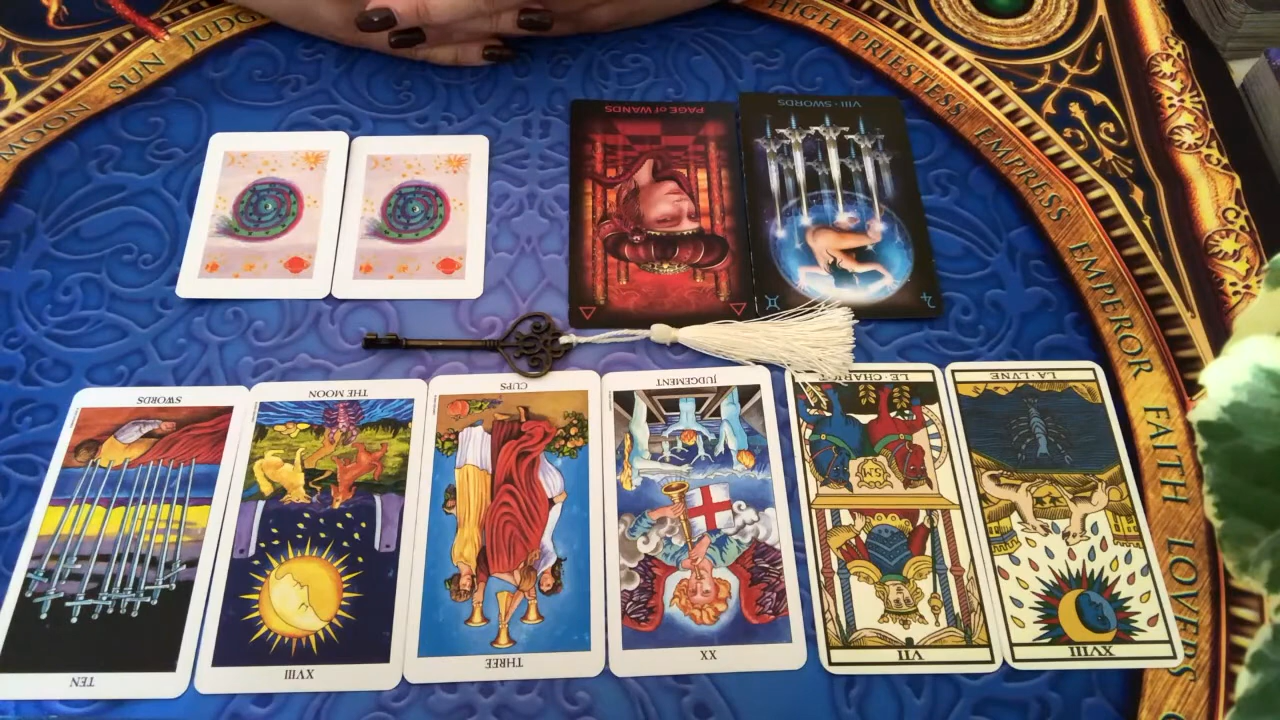 MOON SUN JUDG
HIGH PRIESTESS EMPRESS EMPEROR FAITH LOVERS
PAGE of WANDS
VIII · SWORDS
SWORDS
TEN
THE MOON
XVIII
CUPS
THREE
JUDGEMENT
XX
LE · CHARIOT
VII
LA · LVNE
XVIII